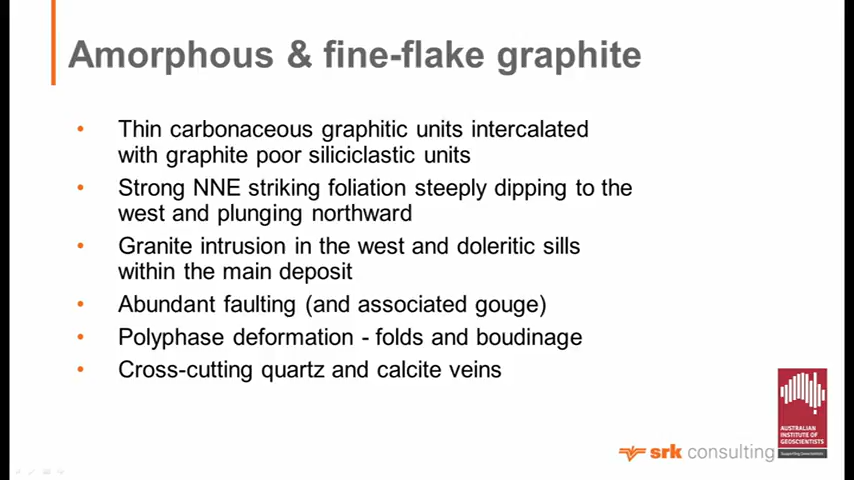 Amorphous & fine-flake graphite
• Thin carbonaceous graphitic units intercalated
with graphite poor siliciclastic units
• Strong NNE striking foliation steeply dipping to the
west and plunging northward
• Granite intrusion in the west and doleritic sills
within the main deposit
• Abundant faulting (and associated gouge)
• Polyphase deformation - folds and boudinage
• Cross-cutting quartz and calcite veins
AUSTRALIAN
INSTITUTE OF
GEOSCIENTISTS
srk consulting